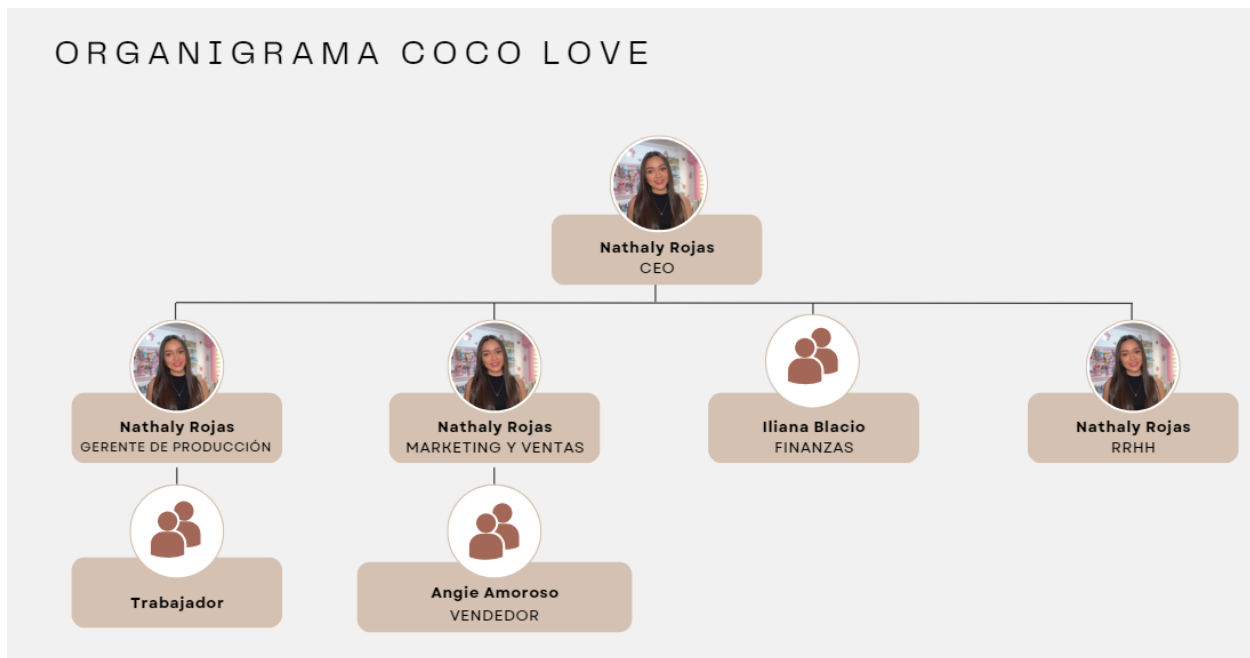 ORGANIGRAMA COCO LOVE
Nathaly Rojas
CEO
Nathaly Rojas
GERENTE DE PRODUCCIÓN
Nathaly Rojas
MARKETING Y VENTAS
Iliana Blacio
FINANZAS
Nathaly Rojas
RRHH
Trabajador
Angie Amoroso
VENDEDOR